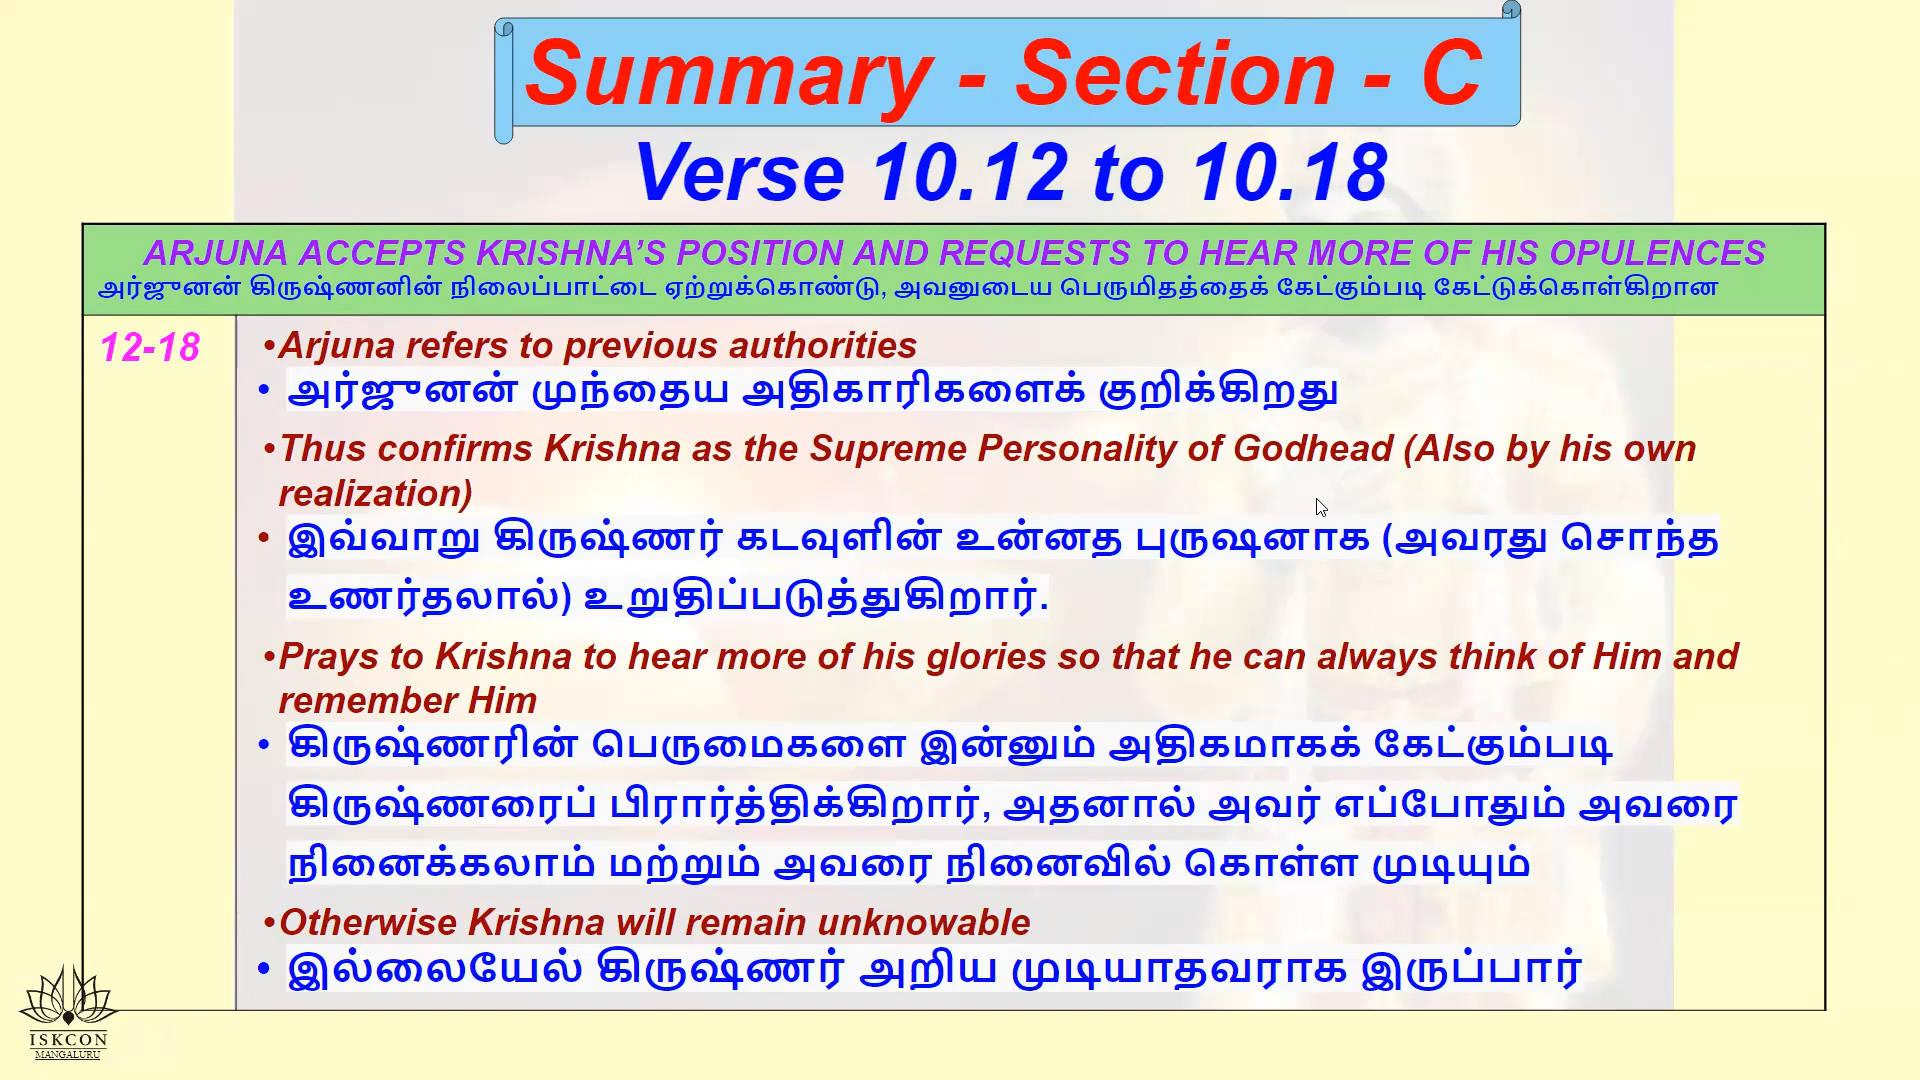 Summary - Section - C
Verse 10.12 to 10.18
ARJUNA ACCEPTS KRISHNA’S POSITION AND REQUESTS TO HEAR MORE OF HIS OPULENCES
அர்ஜுனன் கிருஷ்ணனின் நிலைப்பாட்டை ஏற்றுக்கொண்டு, அவனுடைய பெருமிதத்தைக் கேட்கும்படி கேட்டுக்கொள்கிறான
12-18
•Arjuna refers to previous authorities
• அர்ஜுனன் முந்தைய அதிகாரிகளைக் குறிக்கிறது
•Thus confirms Krishna as the Supreme Personality of Godhead (Also by his own
realization)
• இவ்வாறு கிருஷ்ணர் கடவுளின் உன்னத புருஷனாக (அவரது சொந்த
உணர்தலால்) உறுதிப்படுத்துகிறார்.
•Prays to Krishna to hear more of his glories so that he can always think of Him and
remember Him
• கிருஷ்ணரின் பெருமைகளை இன்னும் அதிகமாகக் கேட்கும்படி
கிருஷ்ணரைப் பிரார்த்திக்கிறார், அதனால் அவர் எப்போதும் அவரை
நினைக்கலாம் மற்றும் அவரை நினைவில் கொள்ள முடியும்
•Otherwise Krishna will remain unknowable
• இல்லையேல் கிருஷ்ணர் அறிய முடியாதவராக இருப்பார்
ISKCON
MANGALURU